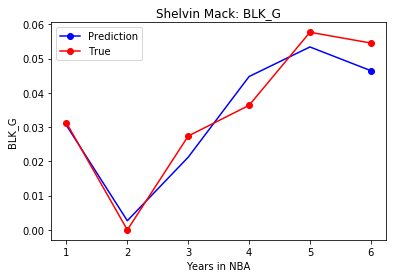 Shelvin Mack: BLK_G
Prediction
True
BLK_G
0.06
0.05
0.04
0.03
0.02
0.01
0.00
1 2 3 4 5 6
Years in NBA